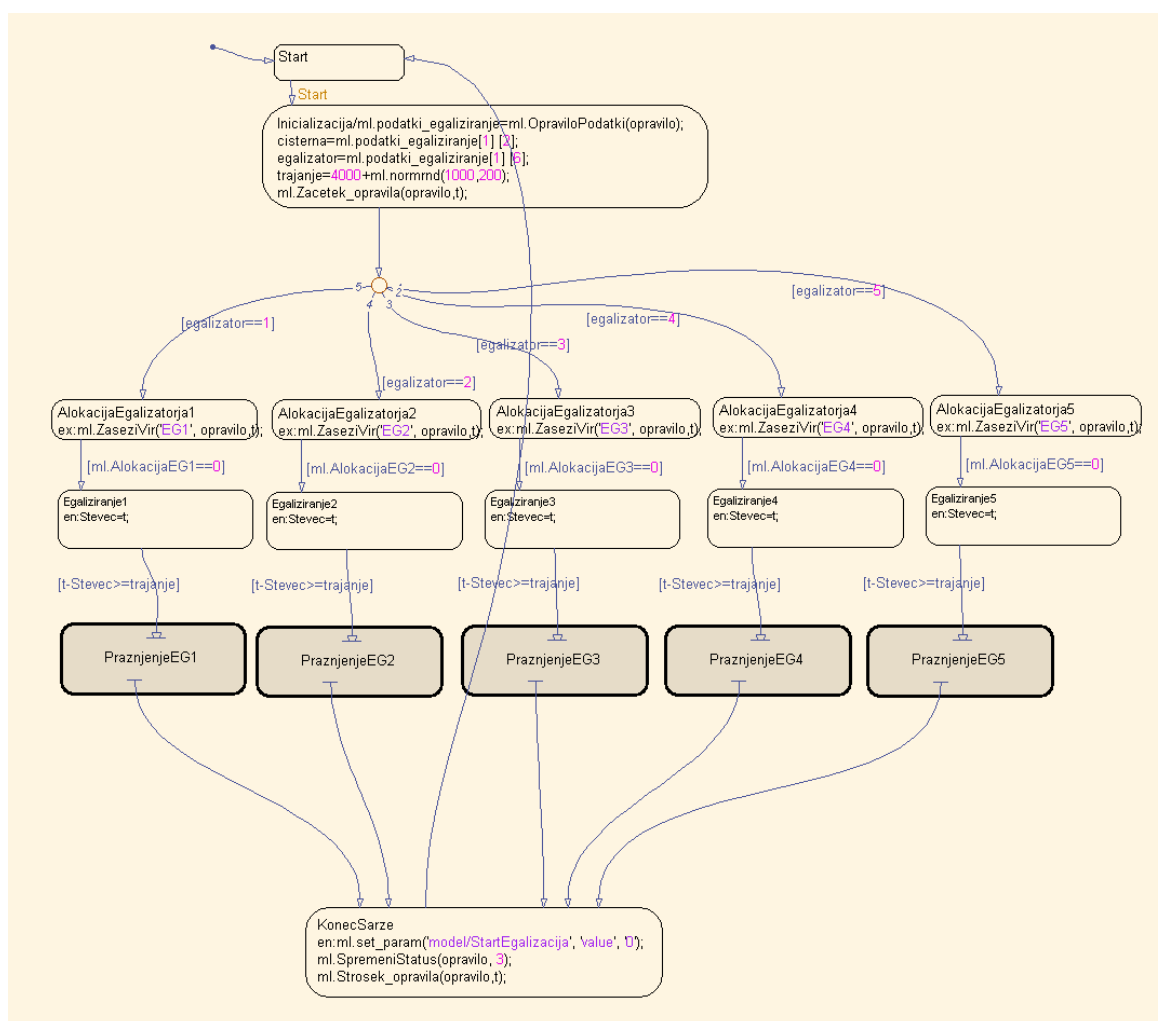 Start
Start
Inicializacija/ml.podatki_egaliziranje=ml.OpraviloPodatki(opravilo);
cisterna=ml.podatki_egaliziranje[1] [2];
egalizator=ml.podatki_egaliziranje[1] [6];
trajanje=4000+ml.normrnd(1000,200);
ml.Zacetek_opravila(opravilo,t);
5
4
3
2
1
[egalizator==1]
[egalizator==2]
[egalizator==3]
[egalizator==4]
[egalizator==5]
AlokacijaEgalizatorja1
ex:ml.ZaseziVir('EG1', opravilo,t);
AlokacijaEgalizatorja2
ex:ml.ZaseziVir('EG2', opravilo,t);
AlokacijaEgalizatorja3
ex:ml.ZaseziVir('EG3', opravilo,t);
AlokacijaEgalizatorja4
ex:ml.ZaseziVir('EG4', opravilo,t);
AlokacijaEgalizatorja5
ex:ml.ZaseziVir('EG5', opravilo,t);
[ml.AlokacijaEG1==0]
[ml.AlokacijaEG2==0]
[ml.AlokacijaEG3==0]
[ml.AlokacijaEG4==0]
[ml.AlokacijaEG5==0]
Egaliziranje1
en:Stevec=t;
Egaliziranje2
en:Stevec=t;
Egaliziranje3
en:Stevec=t;
Egaliziranje4
en:Stevec=t;
Egaliziranje5
en:Stevec=t;
[t-Stevec>=trajanje]
[t-Stevec>=trajanje]
[t-Stevec>=trajanje]
[t-Stevec>=trajanje]
[t-Stevec>=trajanje]
PraznjenjeEG1
PraznjenjeEG2
PraznjenjeEG3
PraznjenjeEG4
PraznjenjeEG5
KonecSarze
en:ml.set_param('model/StartEgalizacija', 'value', '0');
ml.SpremeniStatus(opravilo, 3);
ml.Strosek_opravila(opravilo,t);